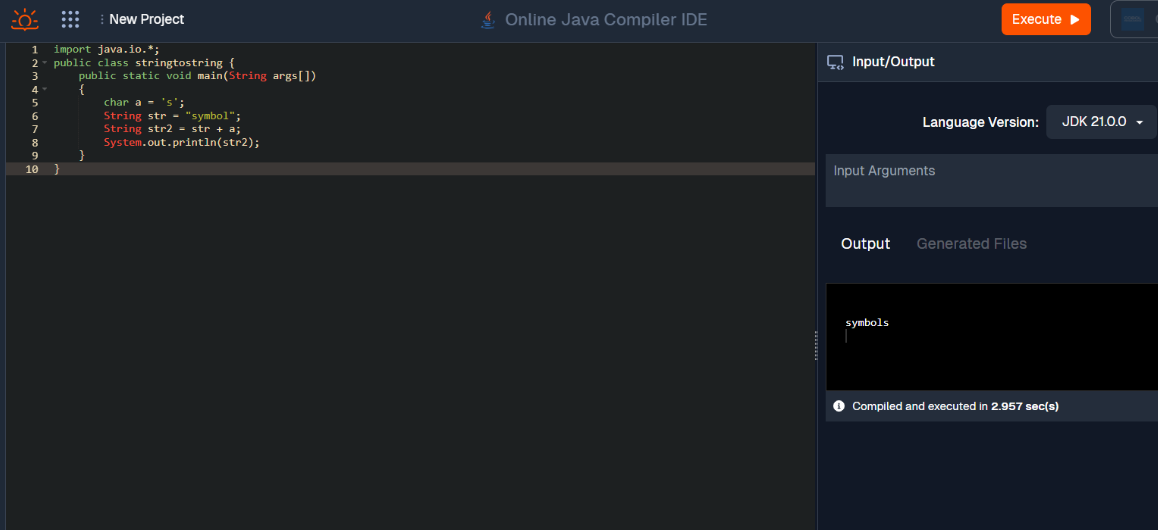 New Project
Online Java Compiler IDE
Execute
1 import java.io.*;
2 public class stringtostring {
3 public static void main(String args[])
4 {
5 char a = 's';
6 String str = "symbol";
7 String str2 = str + a;
8 System.out.println(str2);
9 }
10 }
Input/Output
Language Version: JDK 21.0.0
Input Arguments
Output Generated Files
symbols
Compiled and executed in 2.957 sec(s)